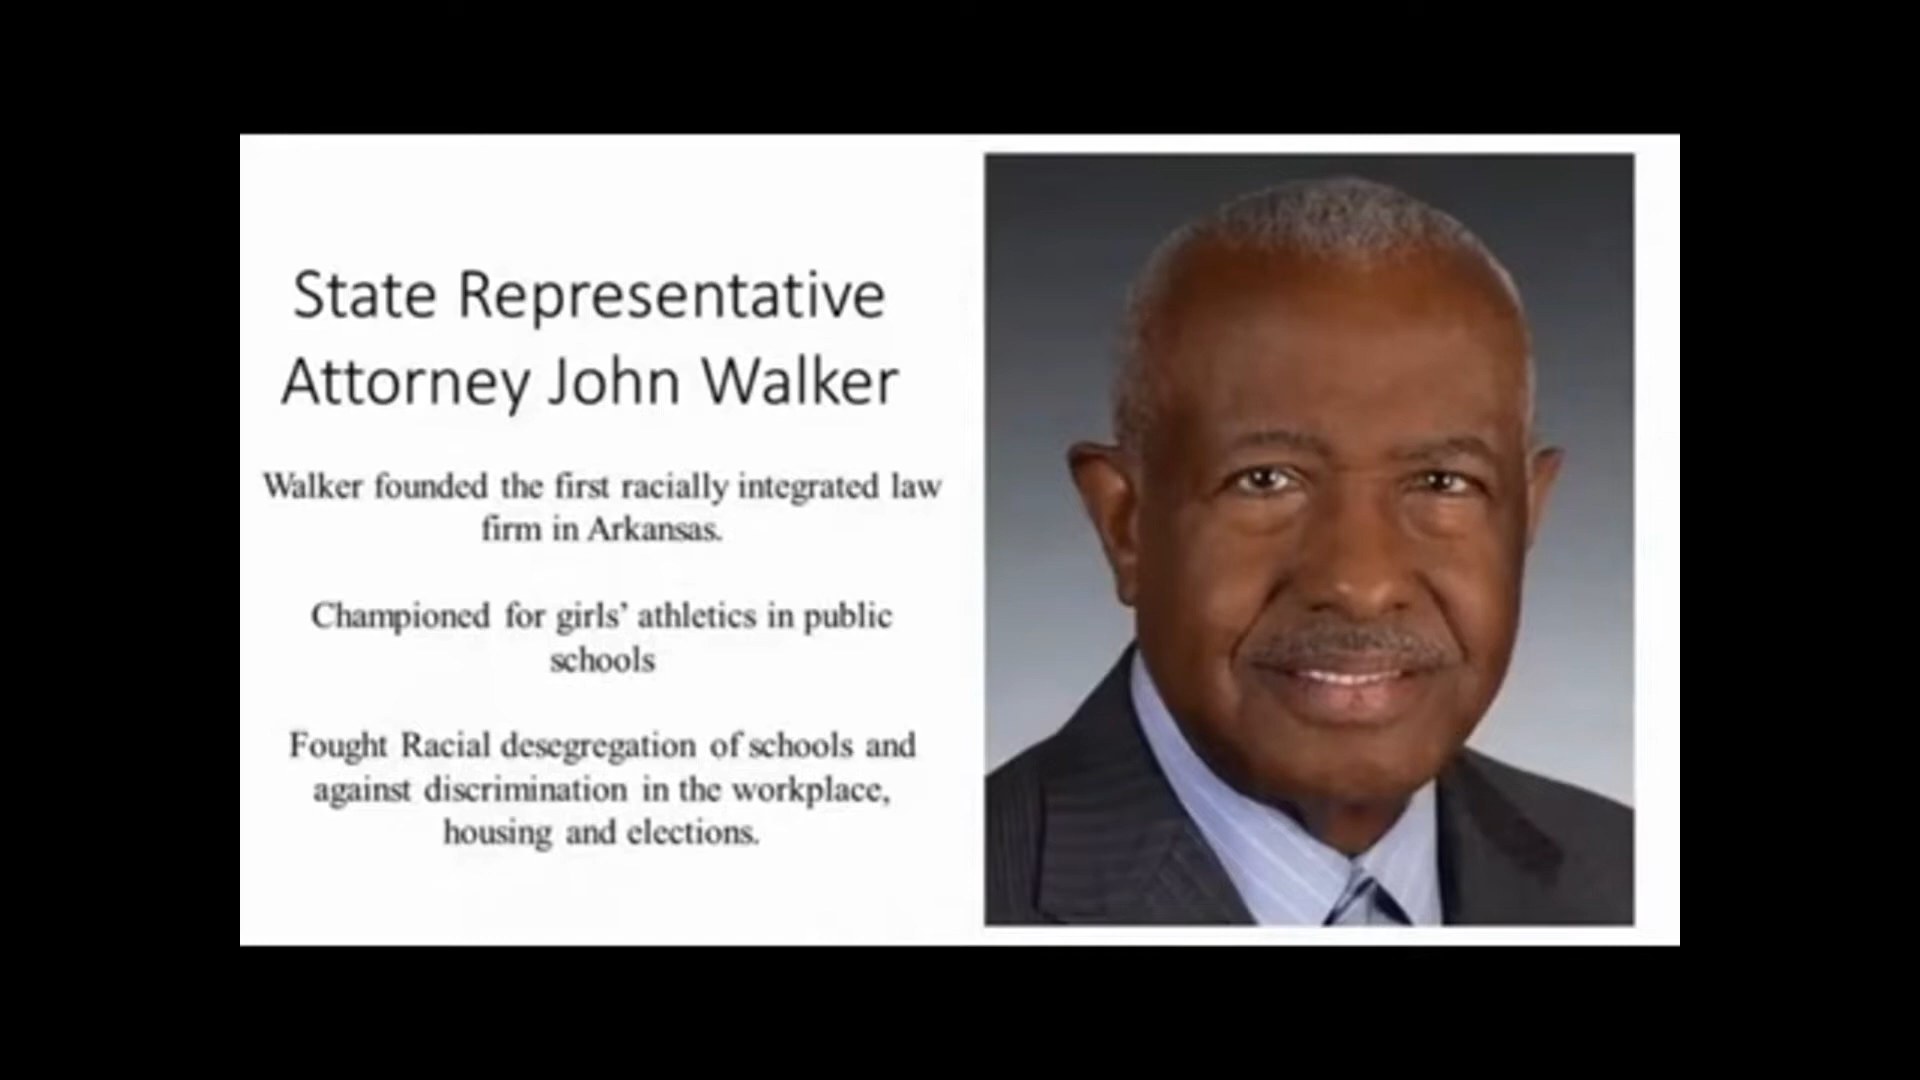 State Representative
Attorney John Walker
Walker founded the first racially integrated law
firm in Arkansas.
Championed for girls’ athletics in public
schools
Fought Racial desegregation of schools and
against discrimination in the workplace,
housing and elections.